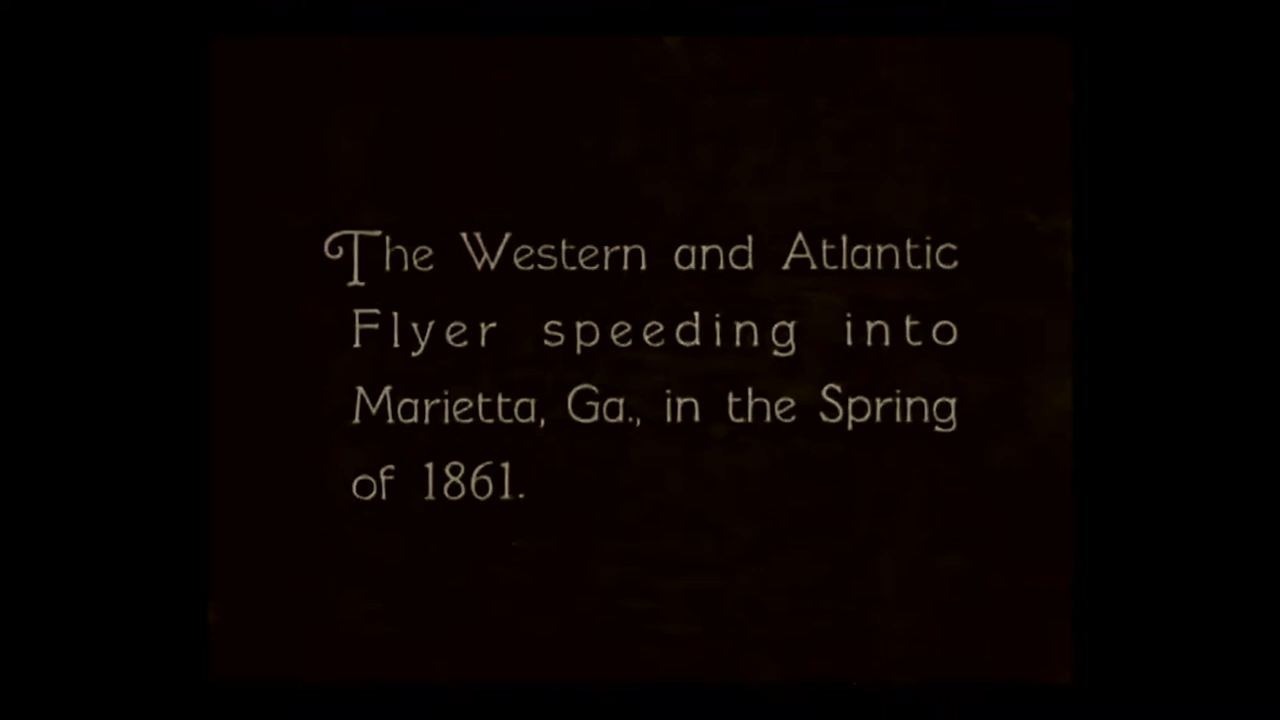 The Western and Atlantic
Flyer speeding into
Marietta, Ga., in the Spring
of 1861.